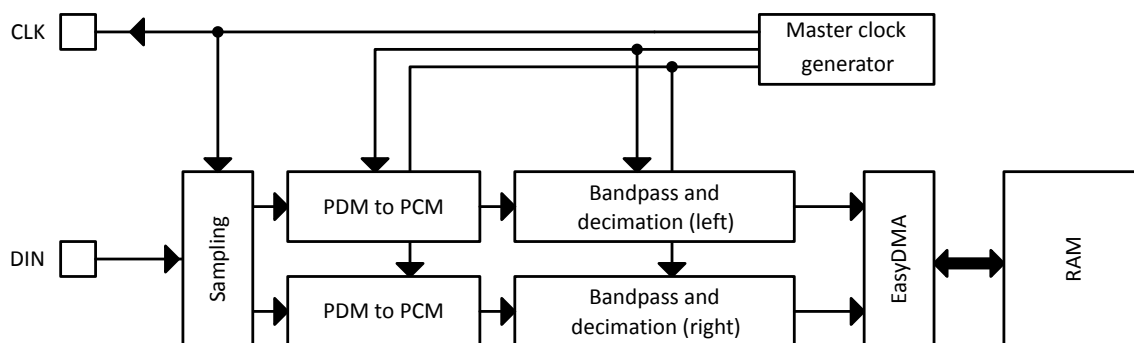 CLK
Master clock
generator
PDM to PCM
Bandpass and
decimation (left)
DIN
Sampling
EasyDMA
RAM
PDM to PCM
Bandpass and
decimation (right)